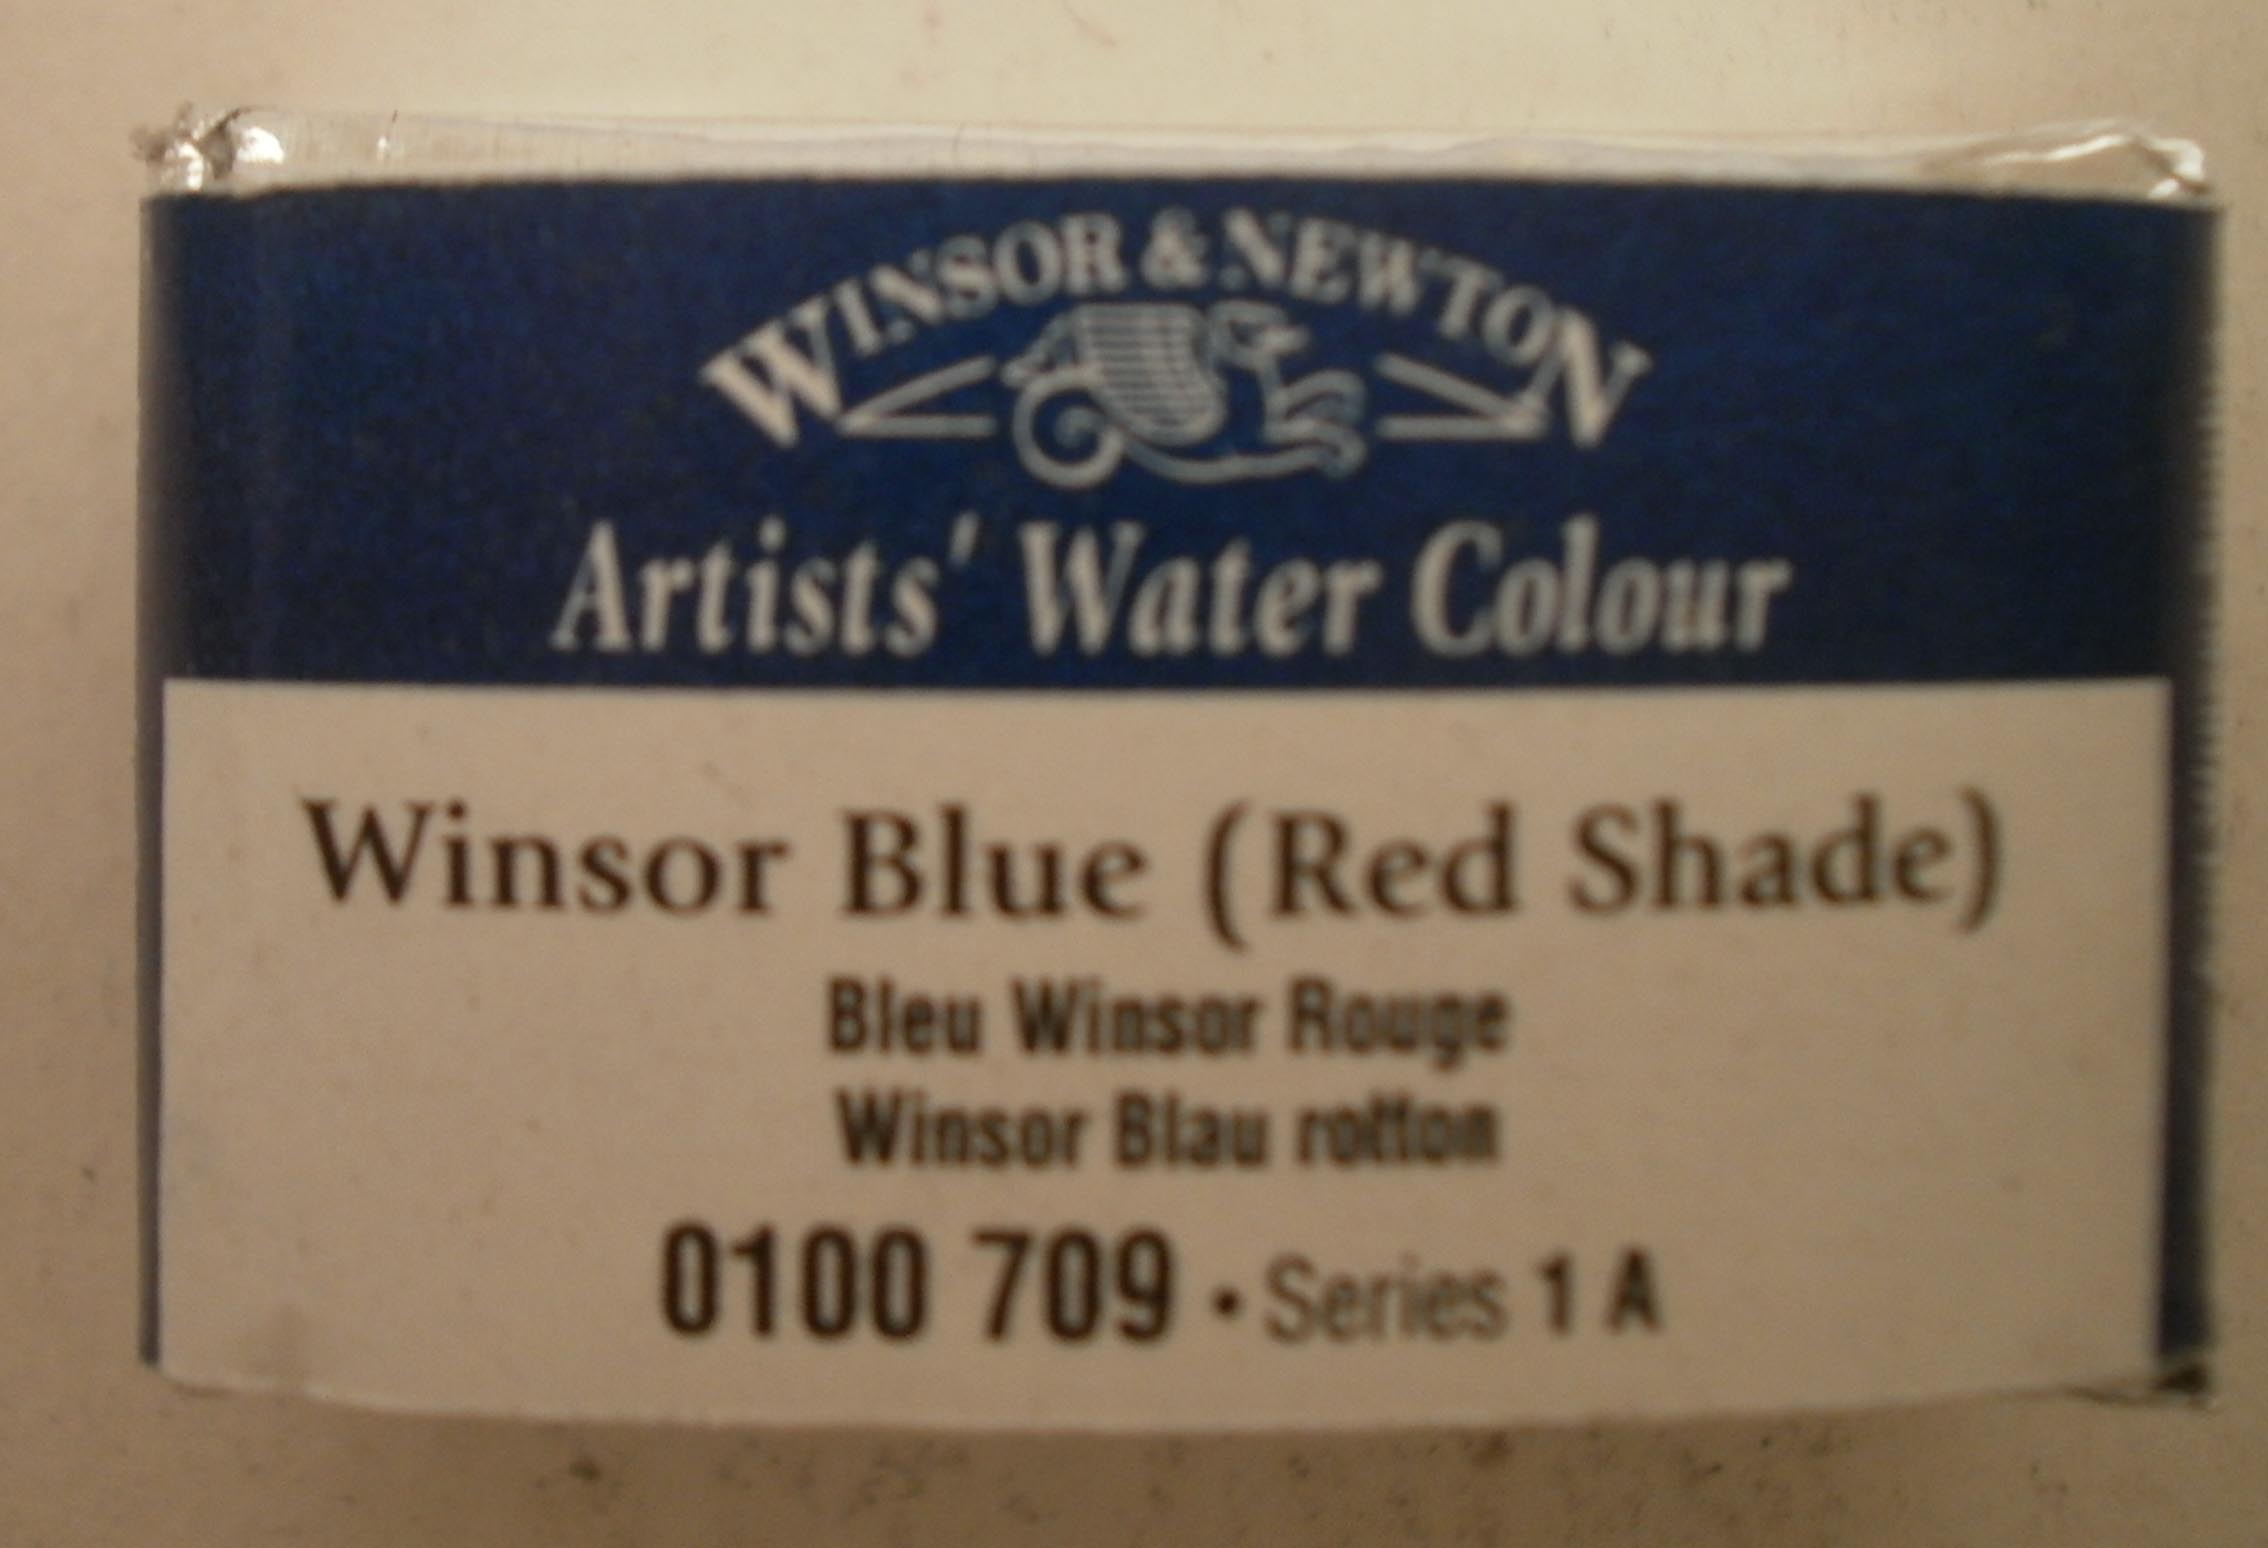 WINSOR & NEWTON
Artists' Water Colour
Winsor Blue (Red Shade)
Bleu Winsor Rouge
Winsor Blau rotton
0100 709 • Series 1 A